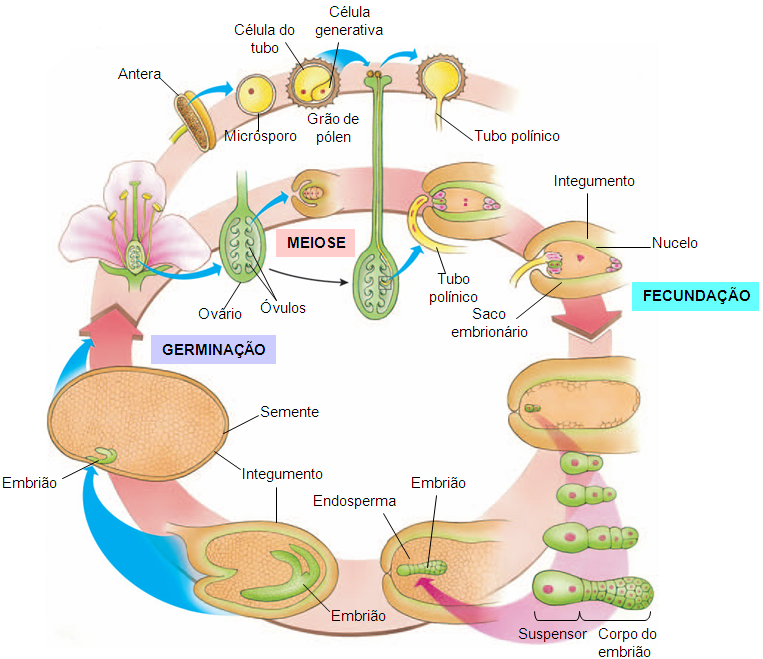 Célula
generativa
Célula do
tubo
Antera
Micrósporo
Grão de
pólen
Tubo polínico
Integumento
Nucelo
MEIOSE
Tubo
polínico
Óvulos
Ovário
Saco
embrionário
FECUNDAÇÃO
GERMINAÇÃO
Semente
Integumento
Embrião
Embrião
Endosperma
Embrião
Suspensor
Corpo do
embrião